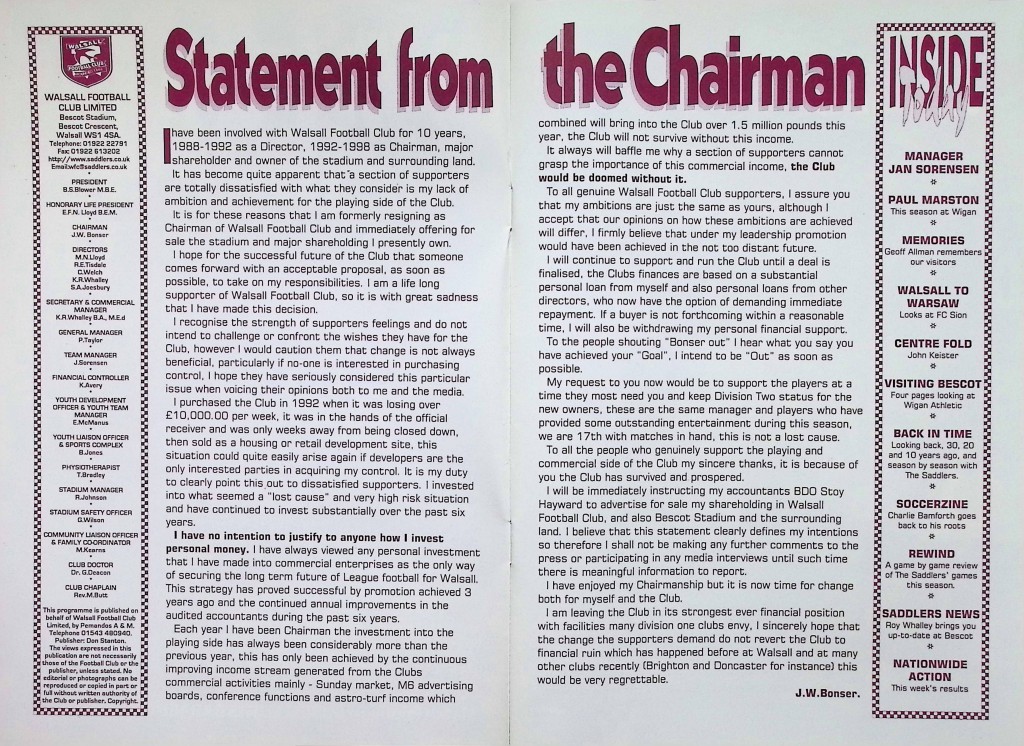 WALSALL
FOOTBALL CLUB
WALSALL FOOTBALL
CLUB LIMITED
Bescot Stadium,
Bescot Crescent,
Walsall WS1 4SA.
Telephone: 01922 22791
Fax: 01922 613202
http://www.saddlers.co.uk
Email:wfc@saddlers.co.uk
PRESIDENT
B.S.Blower M.B.E.
HONORARY LIFE PRESIDENT
E.F.N. Lloyd B.E.M.
CHAIRMAN
J.W. Bonser
DIRECTORS
M.N.Lloyd
R.E.Tisdale
C.Welch
K.R.Whalley
S.A.Joesbury
SECRETARY & COMMERCIAL
MANAGER
K.R.Whalley B.A., M.E.d
GENERAL MANAGER
P.Taylor
TEAM MANAGER
J.Sorensen
FINANCIAL CONTROLLER
K.Avery
YOUTH DEVELOPMENT
OFFICER & YOUTH TEAM
MANAGER
E.McManus
YOUTH LIAISON OFFICER
& SPORTS COMPLEX
B.Jones
PHYSIOTHERAPIST
T.Bradley
STADIUM MANAGER
R.Johnson
STADIUM SAFETY OFFICER
G.Wilson
COMMUNITY LIAISON OFFICER
& FAMILY CO-ORDINATOR
M.Kearns
CLUB DOCTOR
Dr. G.Deacon
CLUB CHAPLAIN
Rev.M.Butt
This programme is published on
behalf of Walsall Football Club
Limited, by Pemandos A & M.
Telephone 01543 480940.
Publisher: Don Stanton.
The views expressed in this
publication are not necessarily
those of the Football Club or the
publisher, unless stated. No
editorial or photographs can be
reproduced or copied in part or
full without written authority of
the Club or publisher. Copyright.
Statement from the Chairman
I have been involved with Walsall Football Club for 10 years,
1988-1992 as a Director, 1992-1998 as Chairman, major
shareholder and owner of the stadium and surrounding land.
It has become quite apparent that a section of supporters
are totally dissatisfied with what they consider is my lack of
ambition and achievement for the playing side of the Club.
It is for these reasons that I am formerly resigning as
Chairman of Walsall Football Club and immediately offering for
sale the stadium and major shareholding I presently own.
I hope for the successful future of the Club that someone
comes forward with an acceptable proposal, as soon as
possible, to take on my responsibilities. I am a life long
supporter of Walsall Football Club, so it is with great sadness
that I have made this decision.
I recognise the strength of supporters feelings and do not
intend to challenge or confront the wishes they have for the
Club, however I would caution them that change is not always
beneficial, particularly if no-one is interested in purchasing
control, I hope they have seriously considered this particular
issue when voicing their opinions both to me and the media.
I purchased the Club in 1992 when it was losing over
£10,000.00 per week, it was in the hands of the official
receiver and was only weeks away from being closed down,
then sold as a housing or retail development site, this
situation could quite easily arise again if developers are the
only interested parties in acquiring my control. It is my duty
to clearly point this out to dissatisfied supporters. I invested
into what seemed a "lost cause" and very high risk situation
and have continued to invest substantially over the past six
years.
I have no intention to justify to anyone how I invest
personal money. I have always viewed any personal investment
that I have made into commercial enterprises as the only way
of securing the long term future of League football for Walsall.
This strategy has proved successful by promotion achieved 3
years ago and the continued annual improvements in the
audited accountants during the past six years.
Each year I have been Chairman the investment into the
playing side has always been considerably more than the
previous year, this has only been achieved by the continuous
improving income stream generated from the Clubs
commercial activities mainly - Sunday market, M6 advertising
boards, conference functions and astro-turf income which
combined will bring into the Club over 1.5 million pounds this
year, the Club will not survive without this income.
It always will baffle me why a section of supporters cannot
grasp the importance of this commercial income, the Club
would be doomed without it.
To all genuine Walsall Football Club supporters, I assure you
that my ambitions are just the same as yours, although I
accept that our opinions on how these ambitions are achieved
will differ, I firmly believe that under my leadership promotion
would have been achieved in the not too distant future.
I will continue to support and run the Club until a deal is
finalised, the Clubs finances are based on a substantial
personal loan from myself and also personal loans from other
directors, who now have the option of demanding immediate
repayment. If a buyer is not forthcoming within a reasonable
time, I will also be withdrawing my personal financial support.
To the people shouting "Bonser out" I hear what you say you
have achieved your "Goal", I intend to be "Out" as soon as
possible.
My request to you now would be to support the players at a
time they most need you and keep Division Two status for the
new owners, these are the same manager and players who have
provided some outstanding entertainment during this season,
we are 17th with matches in hand, this is not a lost cause.
To all the people who genuinely support the playing and
commercial side of the Club my sincere thanks, it is because of
you the Club has survived and prospered.
I will be immediately instructing my accountants BDO Stoy
Hayward to advertise for sale my shareholding in Walsall
Football Club, and also Bescot Stadium and the surrounding
land. I believe that this statement clearly defines my intentions
so therefore I shall not be making any further comments to the
press or participating in any media interviews until such time
there is meaningful information to report.
I have enjoyed my Chairmanship but it is now time for change
both for myself and the Club.
I am leaving the Club in its strongest ever financial position
with facilities many division one clubs envy, I sincerely hope that
the change the supporters demand do not revert the Club to
financial ruin which has happened before at Walsall and at many
other clubs recently (Brighton and Doncaster for instance) this
would be very regrettable.
J.W.Bonser.
INSIDE
today
MANAGER
JAN SORENSEN
PAUL MARSTON
This season at Wigan
MEMORIES
Geoff Allman remembers
our visitors
WALSALL TO
WARSAW
Looks at FC Sion
CENTRE FOLD
John Keister
VISITING BESCOT
Four pages looking at
Wigan Athletic
BACK IN TIME
Looking back, 30, 20
and 10 years ago, and
season by season with
The Saddlers.
SOCCERZINE
Charlie Bamforth goes
back to his roots
REWIND
A game by game review
of The Saddlers' games
this season.
SADDLERS NEWS
Roy Whalley brings you
up-to-date at Bescot
NATIONWIDE
ACTION
This week's results